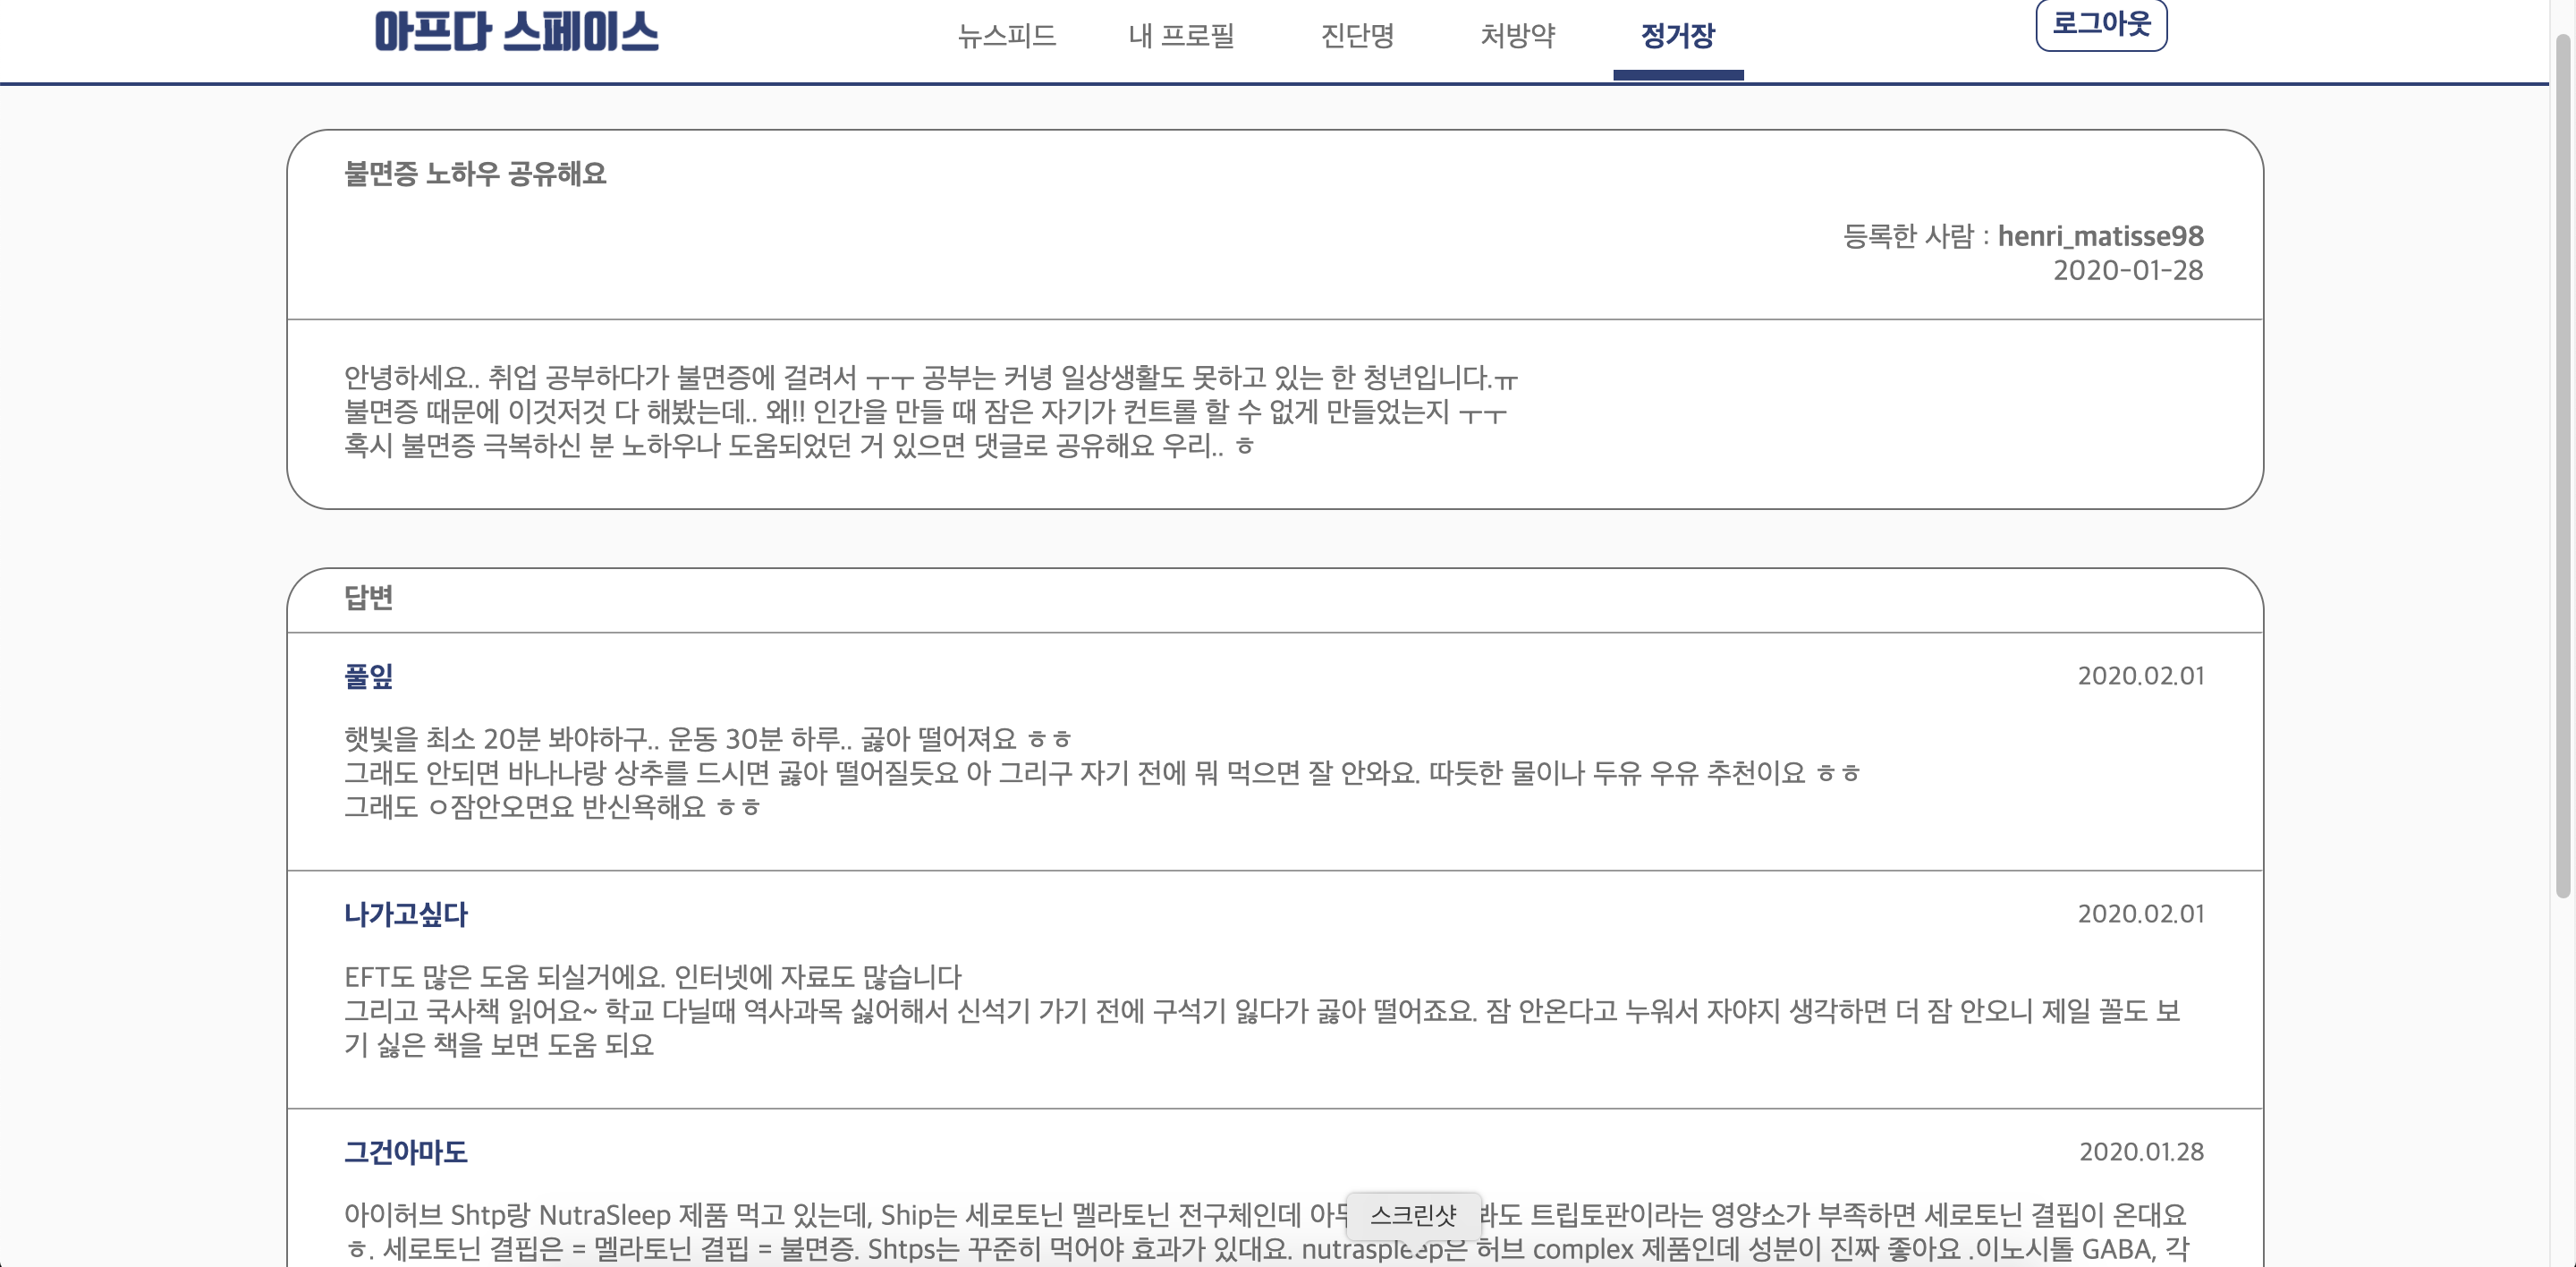 아프다 스페이스
뉴스피드 내 프로필 진단명 처방약 정거장 로그아웃
불면증 노하우 공유해요
등록한 사람 : henri_matisse98
2020-01-28
안녕하세요.. 취업 공부하다가 불면증에 걸려서 ㅜㅜ 공부는 커녕 일상생활도 못하고 있는 한 청년입니다.ㅠ
불면증 때문에 이것저것 다 해봤는데.. 왜!! 인간을 만들 때 잠은 자기가 컨트롤 할 수 없게 만들었는지 ㅜㅜ
혹시 불면증 극복하신 분 노하우나 도움되었던 거 있으면 댓글로 공유해요 우리.. ㅎ
답변
풀잎 2020.02.01
햇빛을 최소 20분 봐야하구.. 운동 30분 하루.. 곯아 떨어져요 ㅎㅎ
그래도 안되면 바나나랑 상추를 드시면 곯아 떨어질듯요 아 그리구 자기 전에 뭐 먹으면 잘 안와요. 따듯한 물이나 두유 우유 추천이요 ㅎㅎ
그래도 ㅇ잠안오면요 반신욕해요 ㅎㅎ
나가고싶다 2020.02.01
EFT도 많은 도움 되실거에요. 인터넷에 자료도 많습니다
그리고 국사책 읽어요~ 학교 다닐때 역사과목 싫어해서 신석기 가기 전에 구석기 잃다가 곯아 떨어죠요. 잠 안온다고 누워서 자야지 생각하면 더 잠 안오니 제일 꼴도 보
기 싫은 책을 보면 도움 되요
그건아마도 2020.01.28
아이허브 Shtp랑 NutraSleep 제품 먹고 있는데, Ship는 세로토닌 멜라토닌 전구체인데 라도 트립토판이라는 영양소가 부족하면 세로토닌 결핍이 온대요
스크린샷
ㅎ. 세로토닌 결핍은 = 멜라토닌 결핍 = 불면증. Shtps는 꾸준히 먹어야 효과가 있대요. nutraspleep은 허브 complex 제품인데 성분이 진짜 좋아요 .이노시톨 GABA, 각